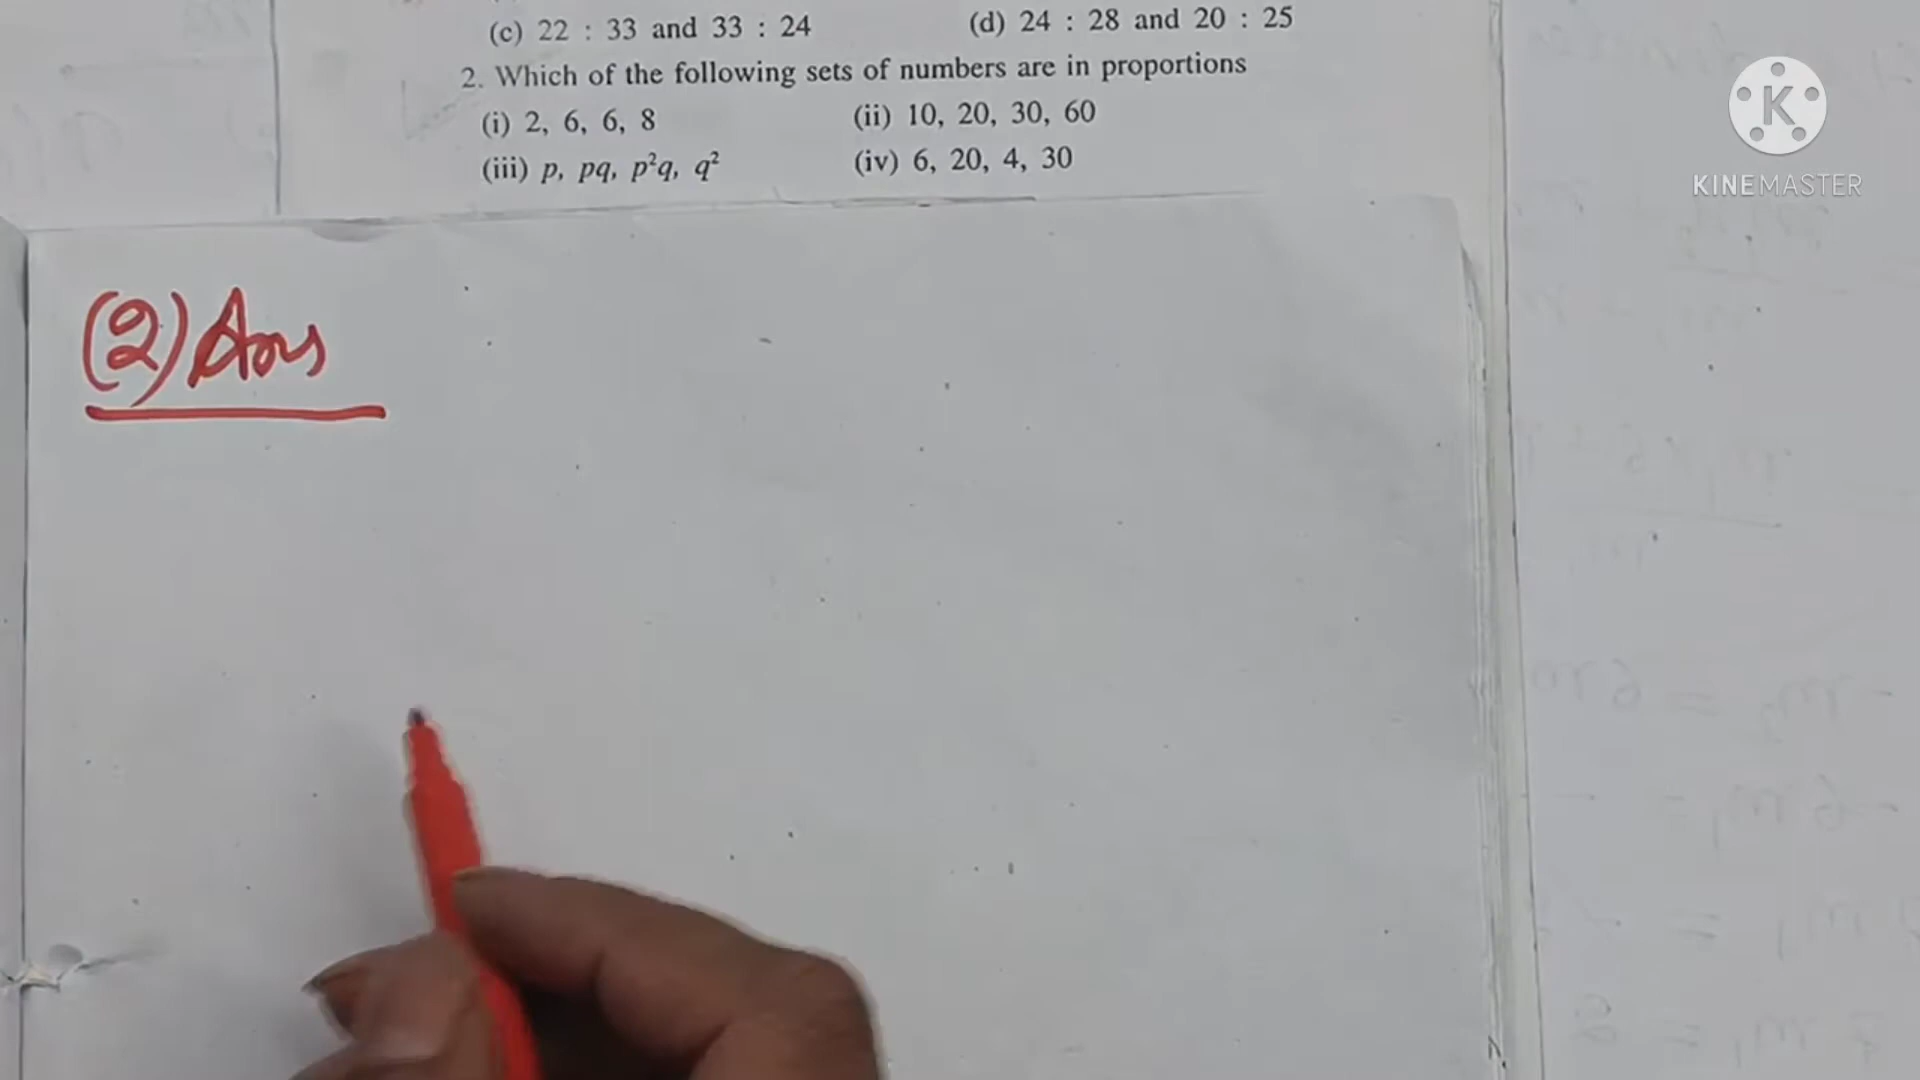 (c) 22 : 33 and 33 : 24 (d) 24 : 28 and 20 : 25
2. Which of the following sets of numbers are in proportions
(i) 2, 6, 6, 8 (ii) 10, 20, 30, 60
(iii) p, pq, p²q, q² (iv) 6, 20, 4, 30
(2) Ans
KINEMASTER